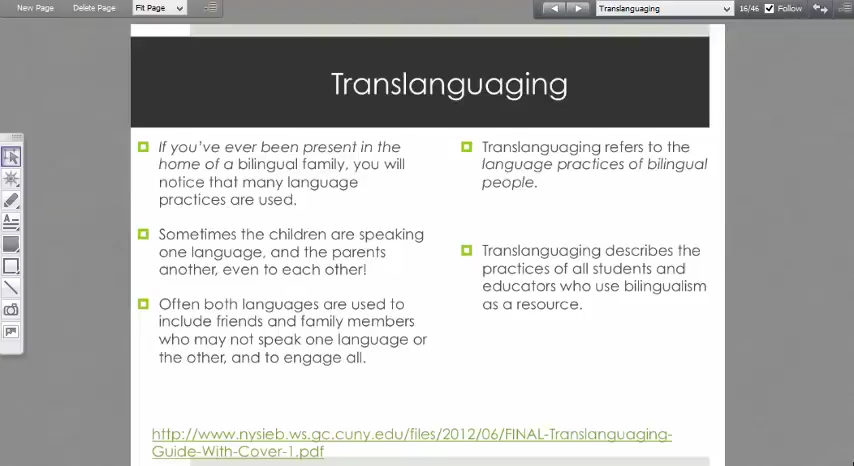 New Page Delete Page Fit Page Translanguaging 16/46 Follow
Translanguaging
If you've ever been present in the
home of a bilingual family, you will
notice that many language
practices are used.
Sometimes the children are speaking
one language, and the parents
another, even to each other!
Often both languages are used to
include friends and family members
who may not speak one language or
the other, and to engage all.
Translanguaging refers to the
language practices of bilingual
people.
Translanguaging describes the
practices of all students and
educators who use bilingualism
as a resource.
http://www.nysieb.ws.gc.cuny.edu/files/2012/06/FINAL-Translanguaging-
Guide-With-Cover-1.pdf